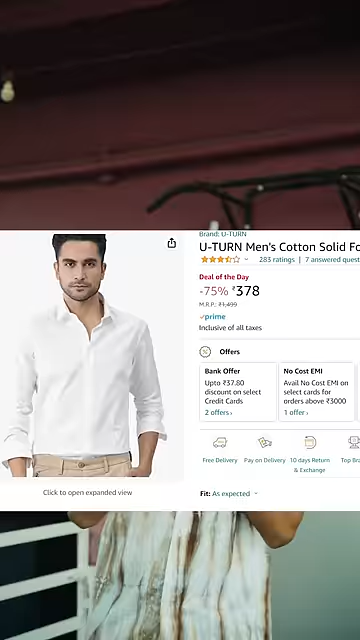 Brand: U-TURN
U-TURN Men's Cotton Solid Fo
283 ratings | 7 answered quest
Deal of the Day
-75% ₹378
M.R.P.: ₹1,499
prime
Inclusive of all taxes
Offers
Bank Offer
Upto ₹37.80
discount on select
Credit Cards
2 offers ›
No Cost EMI
Avail No Cost EMI on
select cards for
orders above ₹3000
1 offer ›
Free Delivery
Pay on Delivery
10 days Return
& Exchange
Top Br
Fit: As expected
Click to open expanded view